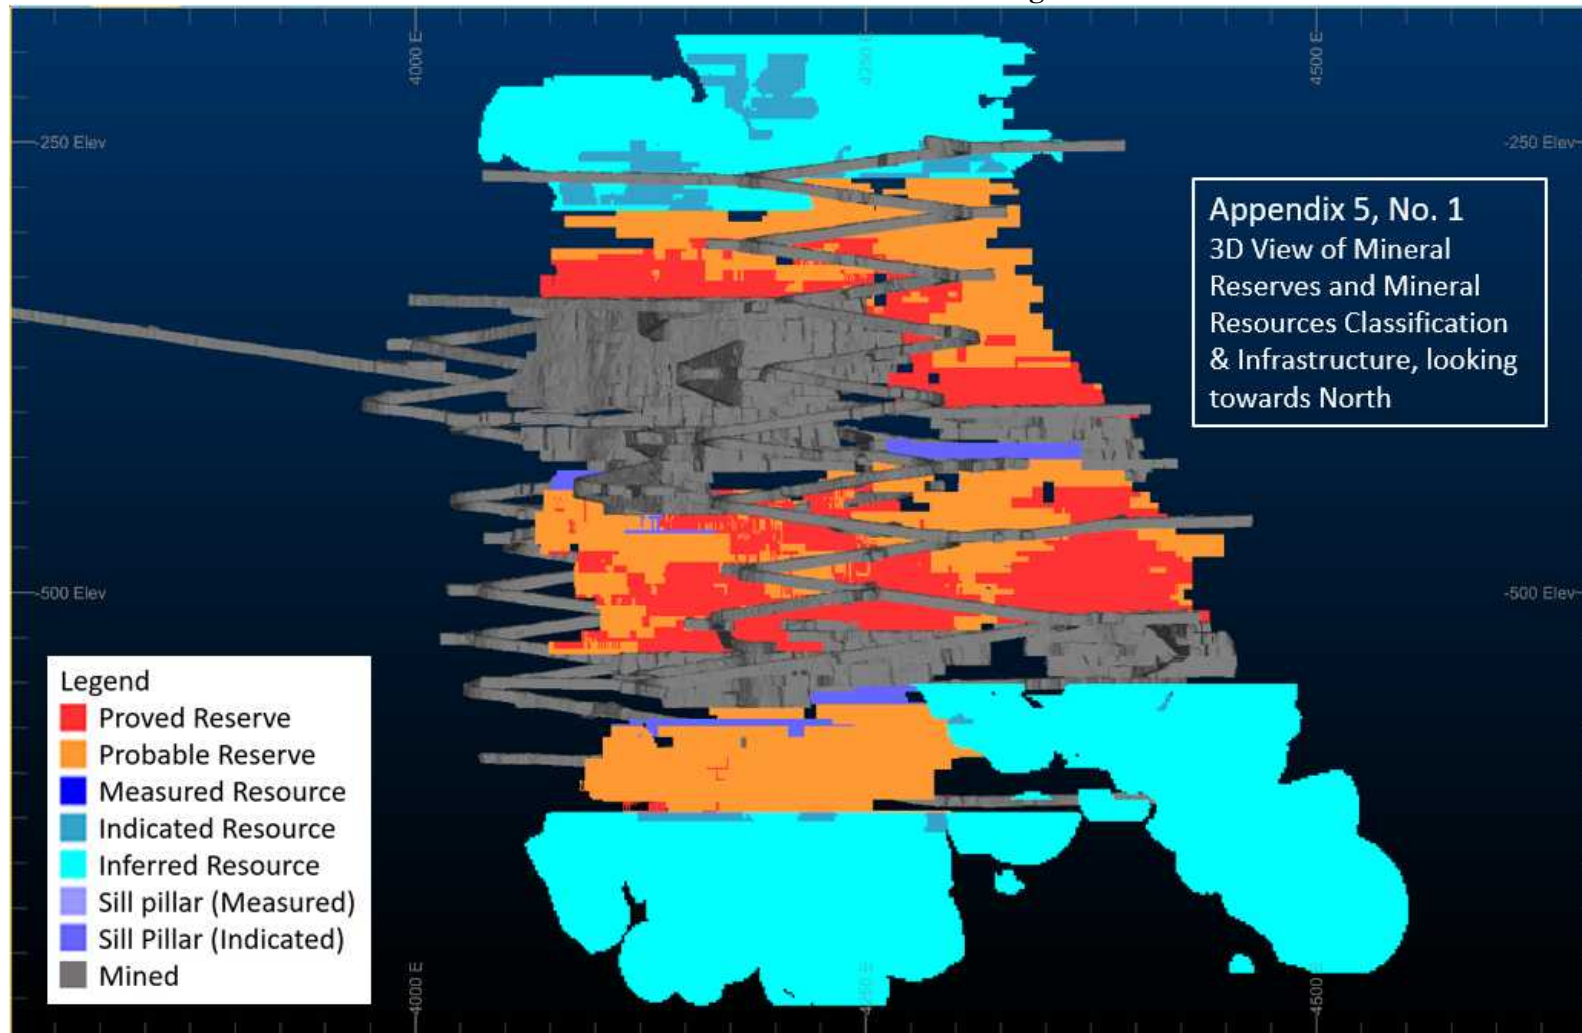 4000 E
4250 E
4500 E
-250 Elev
-250 Elev
Appendix 5, No. 1
3D View of Mineral
Reserves and Mineral
Resources Classification
& Infrastructure, looking
towards North
-500 Elev
-500 Elev
Legend
Proved Reserve
Probable Reserve
Measured Resource
Indicated Resource
Inferred Resource
Sill pillar (Measured)
Sill Pillar (Indicated)
Mined
4000 E
4250 E
4500 E